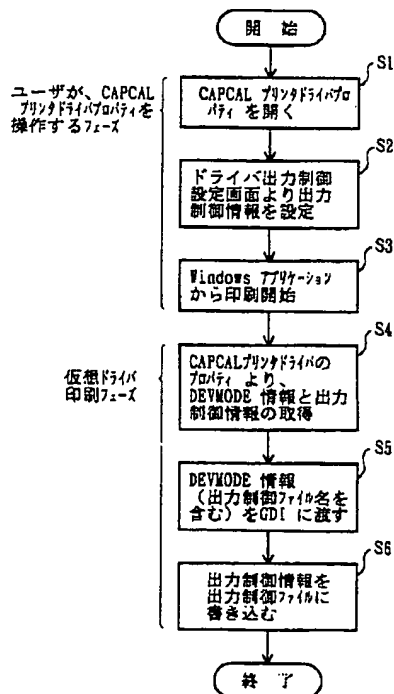 開 始
S1
ユーザが、CAPCAL
プリンタドライバプロパティを
操作するフェーズ
CAPCAL プリンタドライバプロ
パティ を開く
S2
ドライバ出力制御
設定画面より出力
制御情報を設定
S3
Windows アプリケーション
から印刷開始
S4
仮想ドライバ
印刷フェーズ
CAPCALプリンタドライバの
プロパティ より、
DEVMODE 情報と出力
制御情報の取得
S5
DEVMODE 情報
（出力制御ファイル名を
含む）をGDI に渡す
S6
出力制御情報を
出力制御ファイルに
書き込む
終 了